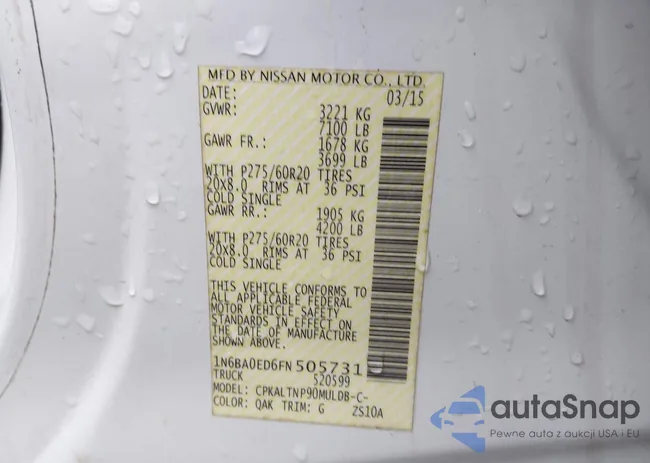 MFD BY NISSAN MOTOR CO., LTD.
DATE: 03/15
GVWR: 3221 KG
7100 LB
GAWR FR.: 1678 KG
3699 LB
WITH P275/60R20 TIRES
20X8.0 RIMS AT 36 PSI
COLD SINGLE
GAWR RR.: 1905 KG
4200 LB
WITH P275/60R20 TIRES
20X8.0 RIMS AT 36 PSI
COLD SINGLE
THIS VEHICLE CONFORMS TO
ALL APPLICABLE FEDERAL
MOTOR VEHICLE SAFETY
STANDARDS IN EFFECT ON
THE DATE OF MANUFACTURE
SHOWN ABOVE.
1N6BA0ED6FN 505731
TRUCK 520599
MODEL: CPKALTNP90MULDB-C-
COLOR: QAK TRIM: G ZS10A
autaSnap
Pewne auta z aukcji USA i EU